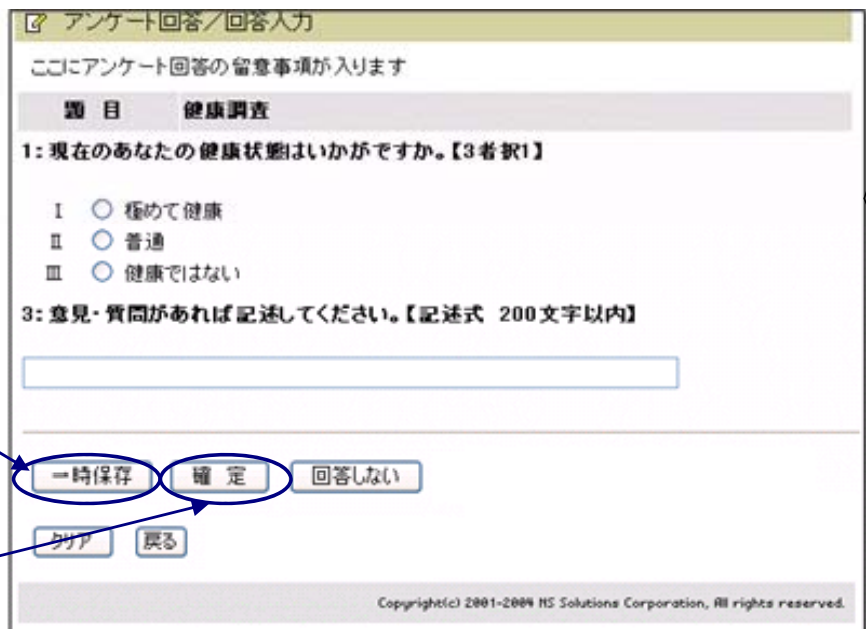 アンケート回答／回答入力
ここにアンケート回答の留意事項が入ります
題 目 健康調査
1：現在のあなたの健康状態はいかがですか。【3者択1】
Ⅰ 極めて健康
Ⅱ 普通
Ⅲ 健康ではない
3：意見・質問があれば記述してください。【記述式 200文字以内】
一時保存 確 定 回答しない
クリア 戻る
Copyright(c) 2001-2004 NS Solutions Corporation, All rights reserved.